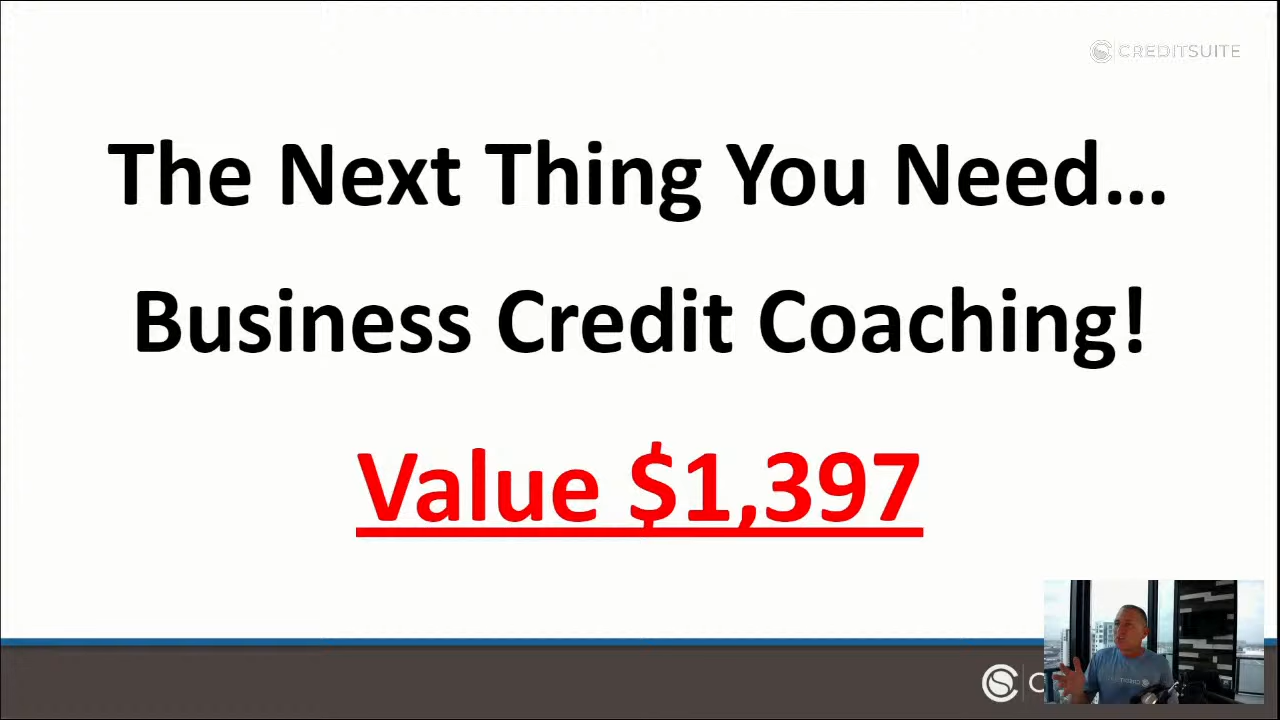 CREDITSUITE
The Next Thing You Need...
Business Credit Coaching!
Value $1,397